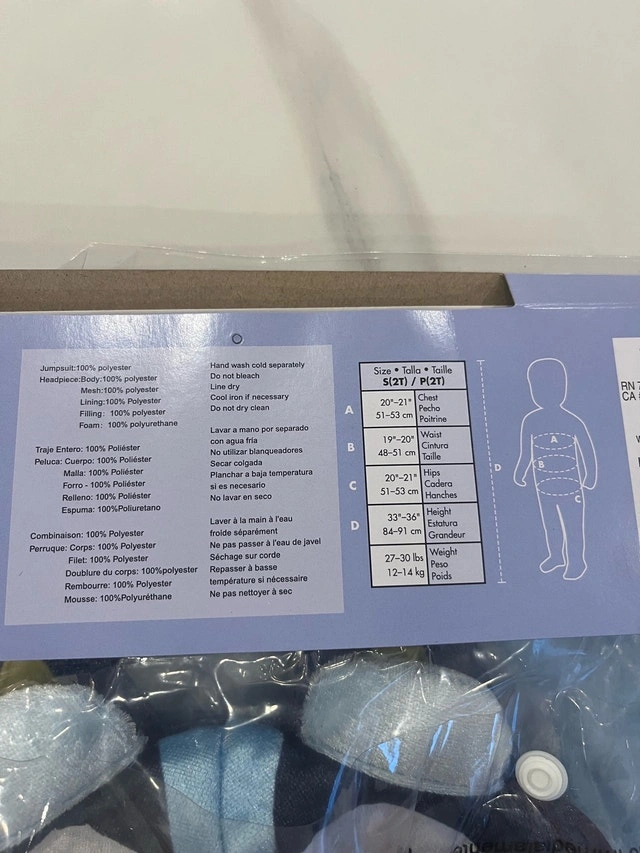 Jumpsuit:100% polyester
Headpiece:Body:100% polyester
Mesh:100% polyester
Lining:100% Polyester
Filling: 100% polyester
Foam: 100% polyurethane
Traje Entero: 100% Poliéster
Peluca: Cuerpo: 100% Poliéster
Malla: 100% Poliéster
Forro - 100% Poliéster
Relleno: 100% Poliéster
Espuma: 100%Poliuretano
Combinaison: 100% Polyester
Perruque: Corps: 100% Polyester
Filet: 100% Polyester
Doublure du corps: 100%polyester
Rembourre: 100% Polyester
Mousse: 100%Polyuréthane
Hand wash cold separately
Do not bleach
Line dry
Cool iron if necessary
Do not dry clean
Lavar a mano por separado
con agua fría
No utilizar blanqueadores
Secar colgada
Planchar a baja temperatura
si es necesario
No lavar en seco
Laver à la main à l'eau
froide séparément
Ne pas passer à l'eau de javel
Séchage sur corde
Repasser à basse
température si nécessaire
Ne pas nettoyer à sec
Size • Talla • Taille
S(2T) / P(2T)
A
20"-21"
51-53 cm
Chest
Pecho
Poitrine
B
19"-20"
48-51 cm
Waist
Cintura
Taille
C
20"-21"
51-53 cm
Hips
Cadera
Hanches
D
33"-36"
84-91 cm
Height
Estatura
Grandeur
27-30 lbs
12-14 kg
Weight
Peso
Poids
D
A
B
C
RN 7
CA